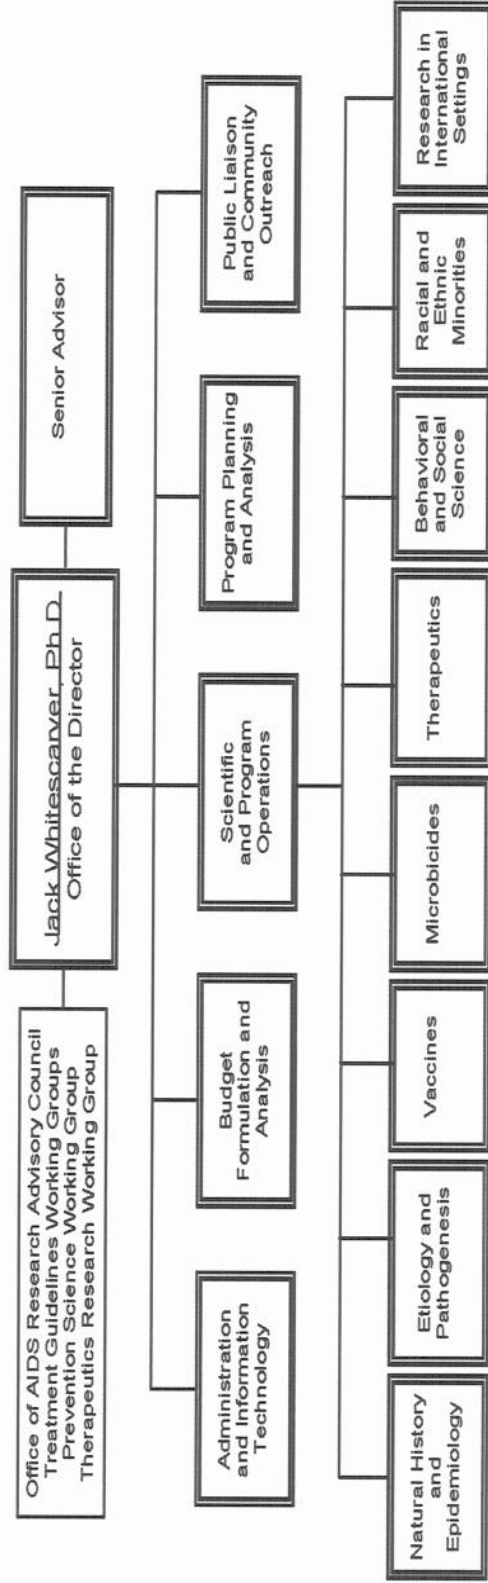 Office of AIDS Research Advisory Council
Treatment Guidelines Working Groups
Prevention Science Working Group
Therapeutics Research Working Group
Jack Whitescarver, Ph.D.
Office of the Director
Senior Advisor
Administration
and Information
Technology
Budget
Formulation and
Analysis
Scientific
and Program
Operations
Program Planning
and Analysis
Public Liaison
and Community
Outreach
Natural History
and
Epidemiology
Etiology and
Pathogenesis
Vaccines
Microbicides
Therapeutics
Behavioral
and Social
Science
Racial and
Ethnic
Minorities
Research in
International
Settings